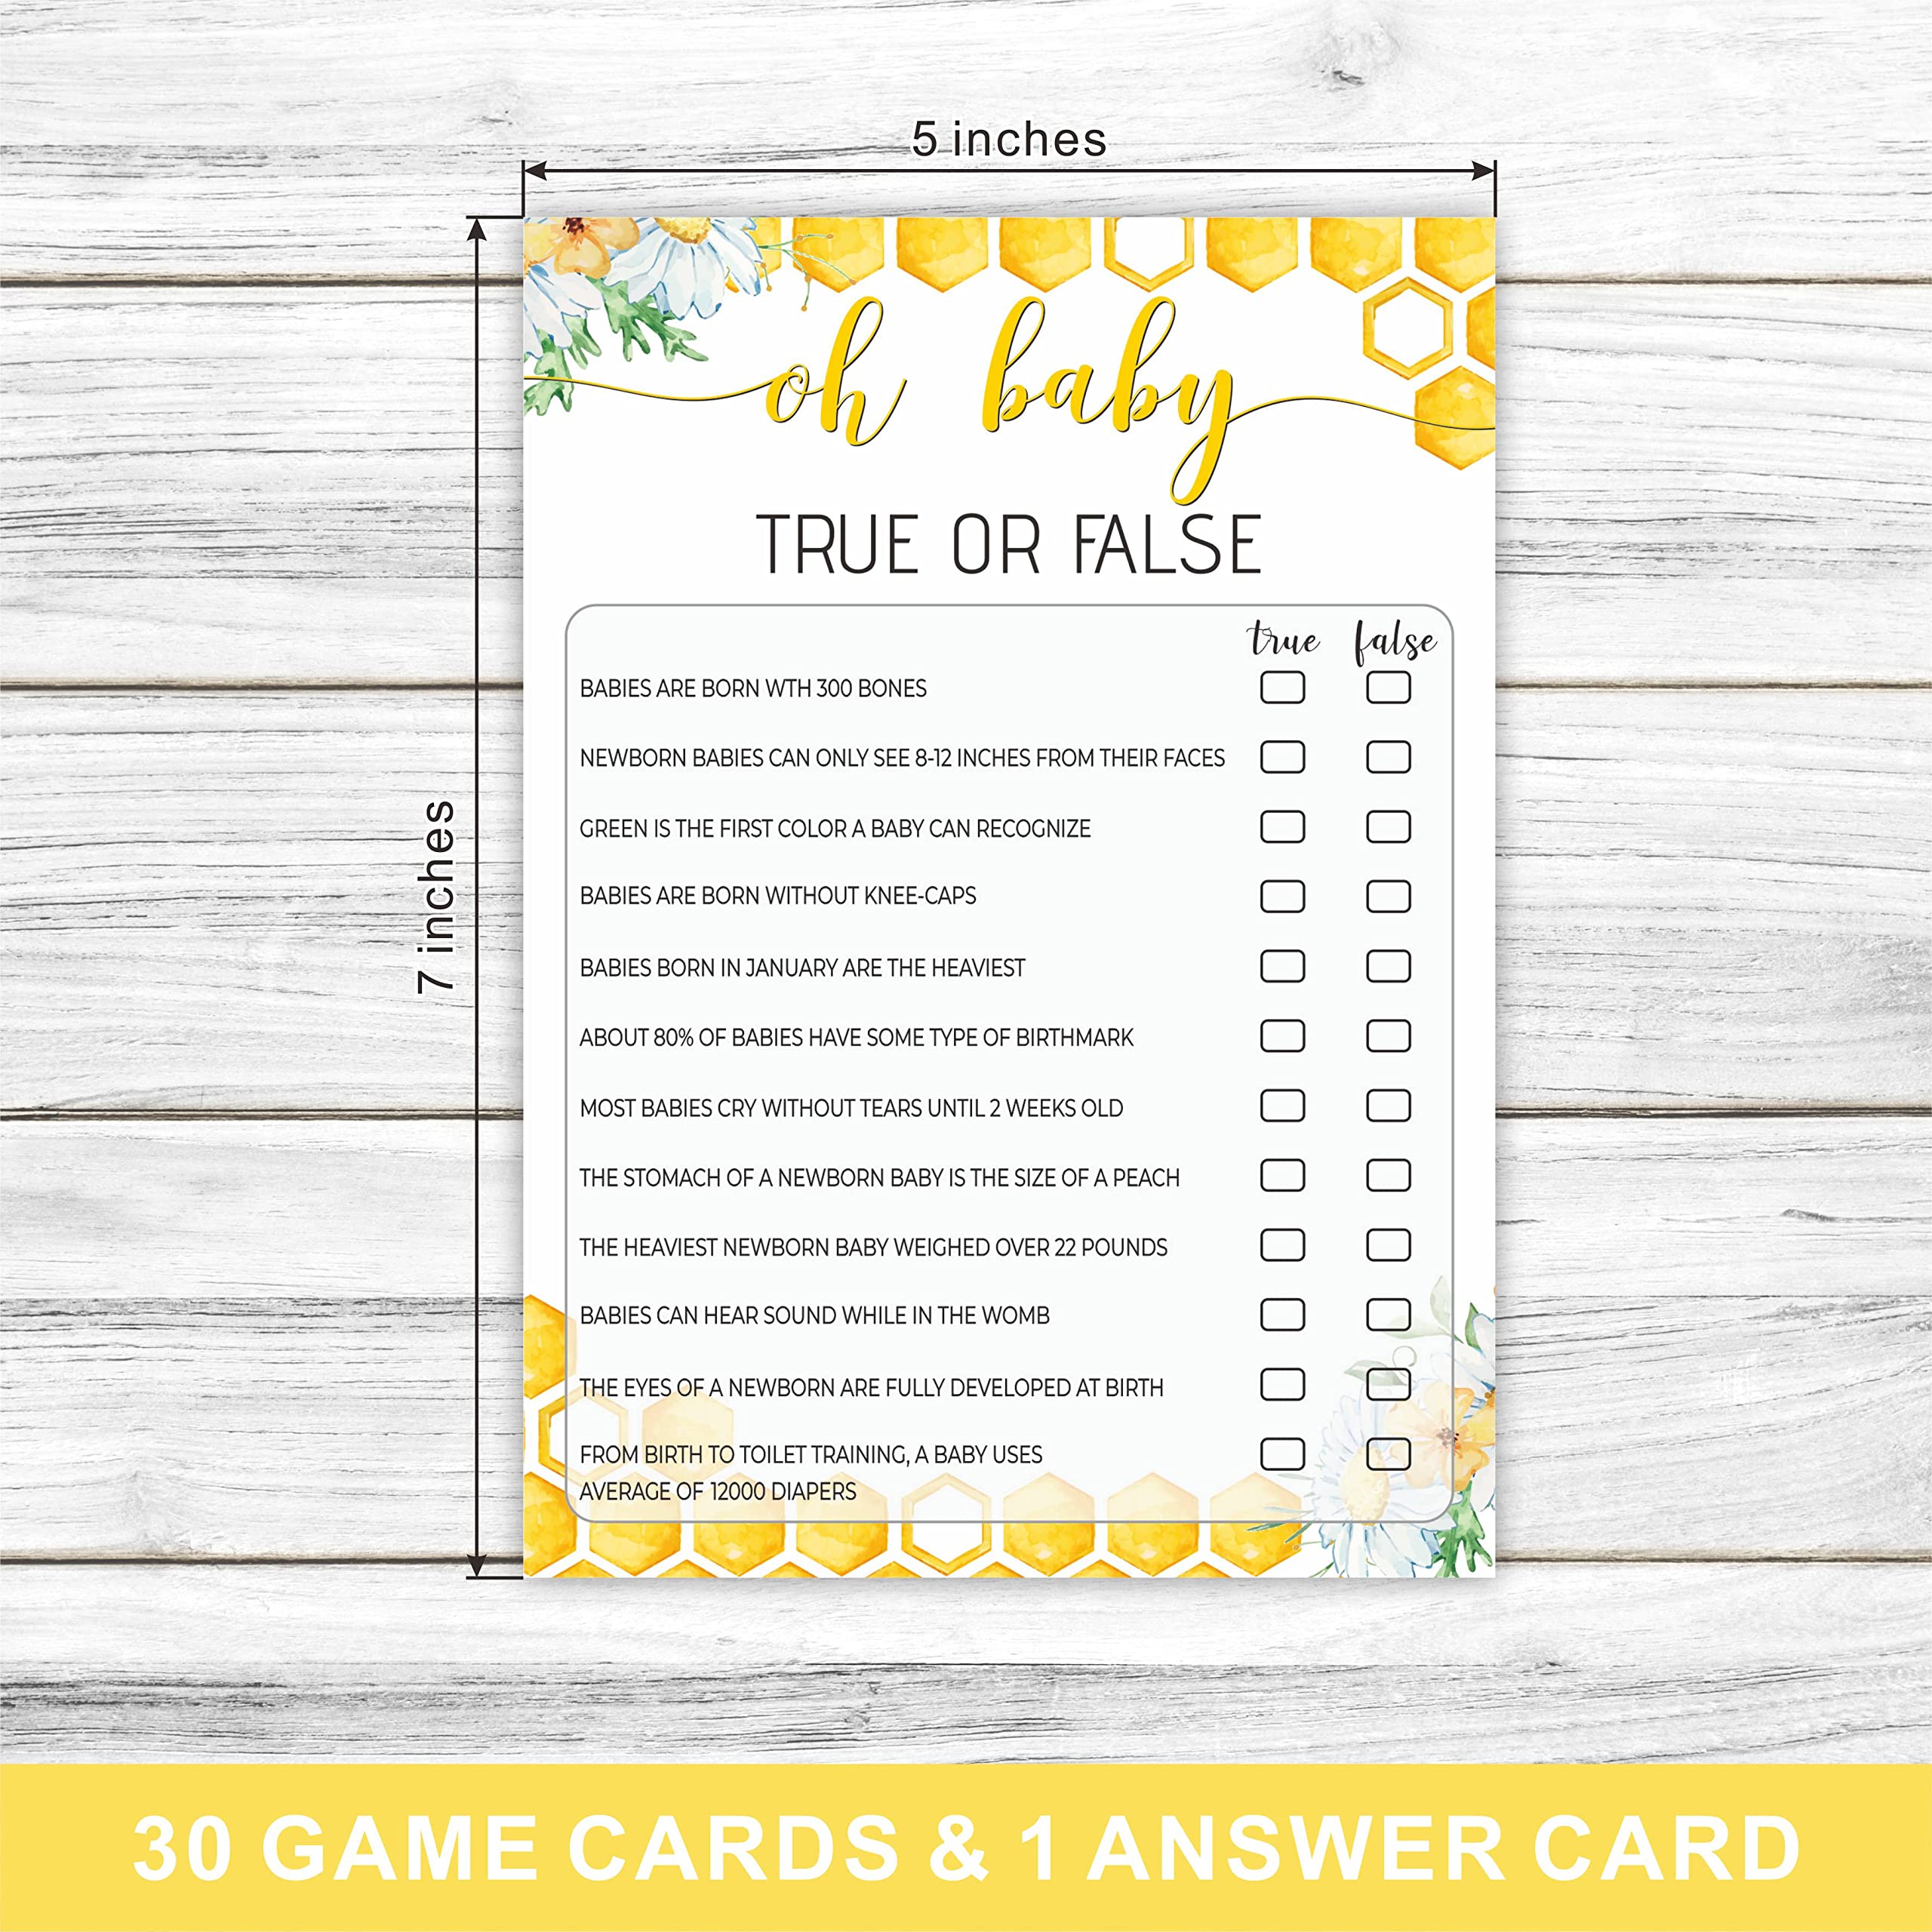 5 inches
7 inches
oh baby
TRUE OR FALSE
true false
BABIES ARE BORN WTH 300 BONES
NEWBORN BABIES CAN ONLY SEE 8-12 INCHES FROM THEIR FACES
GREEN IS THE FIRST COLOR A BABY CAN RECOGNIZE
BABIES ARE BORN WITHOUT KNEE-CAPS
BABIES BORN IN JANUARY ARE THE HEAVIEST
ABOUT 80% OF BABIES HAVE SOME TYPE OF BIRTHMARK
MOST BABIES CRY WITHOUT TEARS UNTIL 2 WEEKS OLD
THE STOMACH OF A NEWBORN BABY IS THE SIZE OF A PEACH
THE HEAVIEST NEWBORN BABY WEIGHED OVER 22 POUNDS
BABIES CAN HEAR SOUND WHILE IN THE WOMB
THE EYES OF A NEWBORN ARE FULLY DEVELOPED AT BIRTH
FROM BIRTH TO TOILET TRAINING, A BABY USES
AVERAGE OF 12000 DIAPERS
30 GAME CARDS & 1 ANSWER CARD